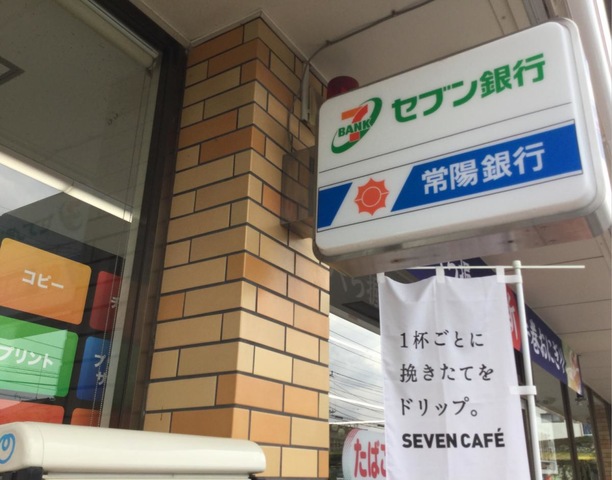 7
BANK
セブン銀行
常陽銀行
コピー
プリント
1杯ごとに
挽きたてを
ドリップ。
SEVEN CAFÉ
たばこ